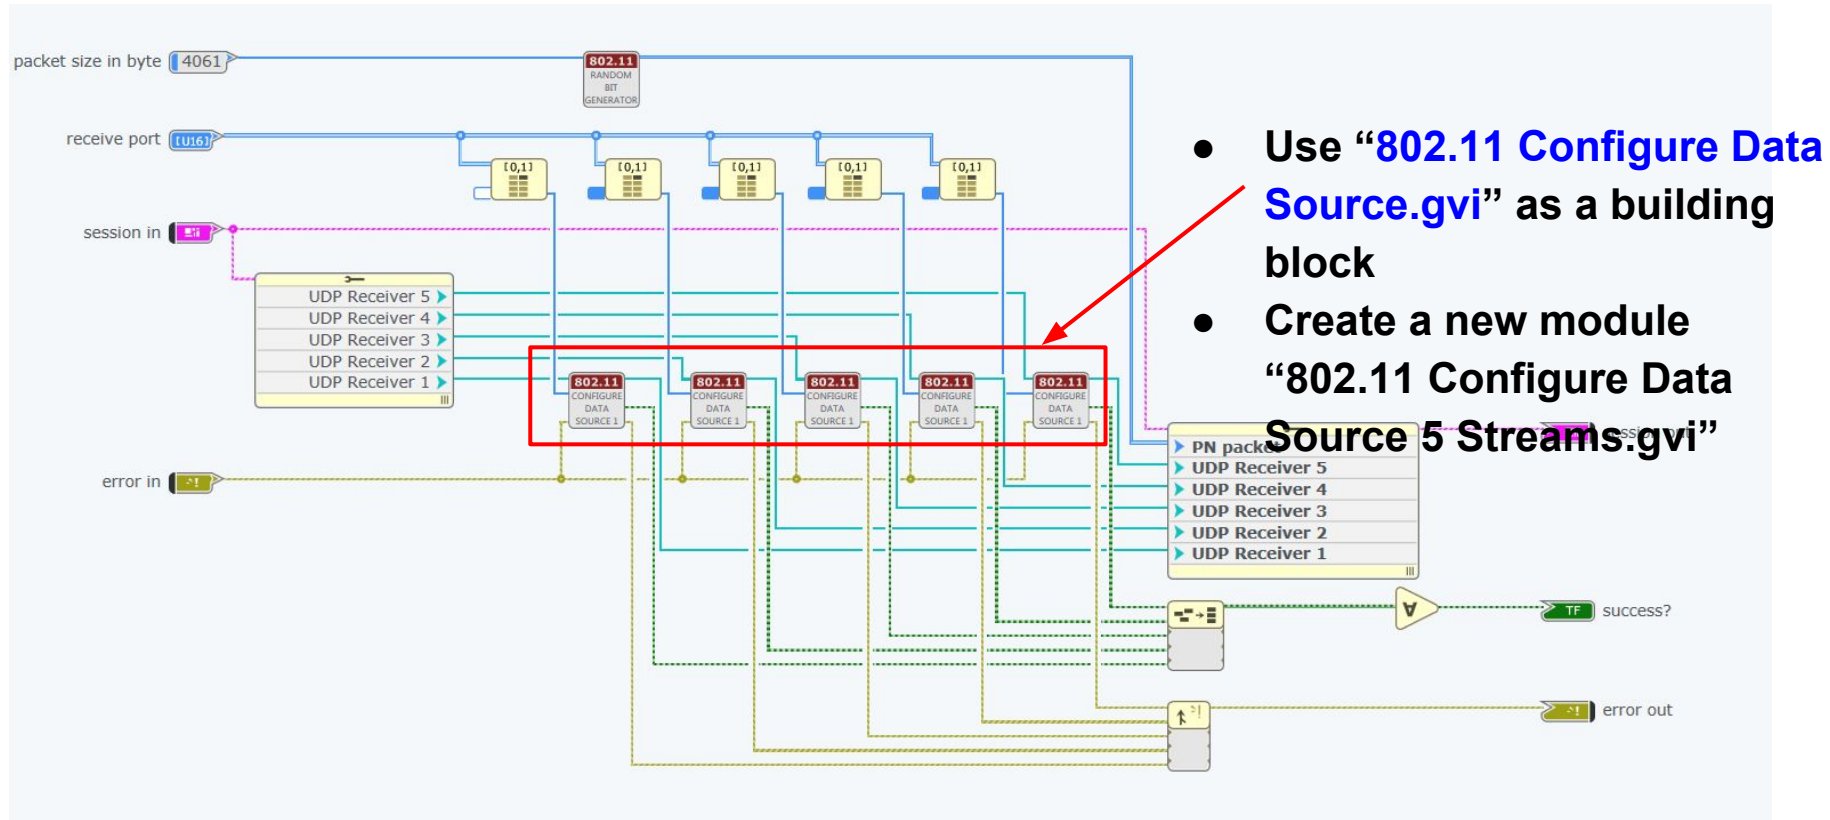 packet size in byte 4061
802.11
RANDOM
BIT
GENERATOR
receive port [U16]
[0,1] [0,1] [0,1] [0,1] [0,1]
session in
UDP Receiver 5
UDP Receiver 4
UDP Receiver 3
UDP Receiver 2
UDP Receiver 1
802.11 802.11 802.11 802.11 802.11
CONFIGURE CONFIGURE CONFIGURE CONFIGURE CONFIGURE
DATA DATA DATA DATA DATA
SOURCE 1 SOURCE 1 SOURCE 1 SOURCE 1 SOURCE 1
error in
● Use “802.11 Configure Data
Source.gvi” as a building
block
● Create a new module
“802.11 Configure Data
Source 5 Streams.gvi”
session out
PN packet
UDP Receiver 5
UDP Receiver 4
UDP Receiver 3
UDP Receiver 2
UDP Receiver 1
TF success?
error out